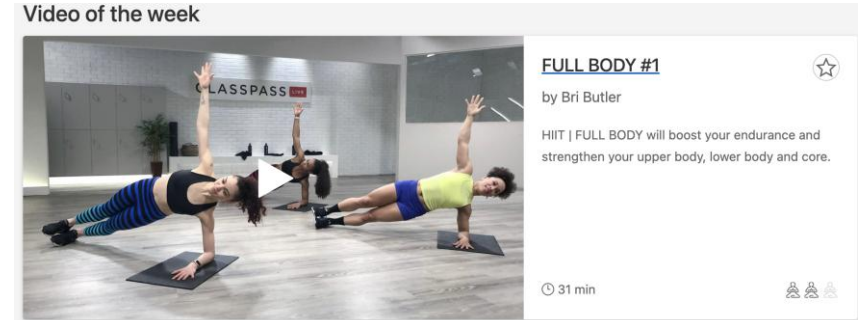 Video of the week
CLASSPASS LIVE
FULL BODY #1
by Bri Butler
HIIT | FULL BODY will boost your endurance and
strengthen your upper body, lower body and core.
31 min